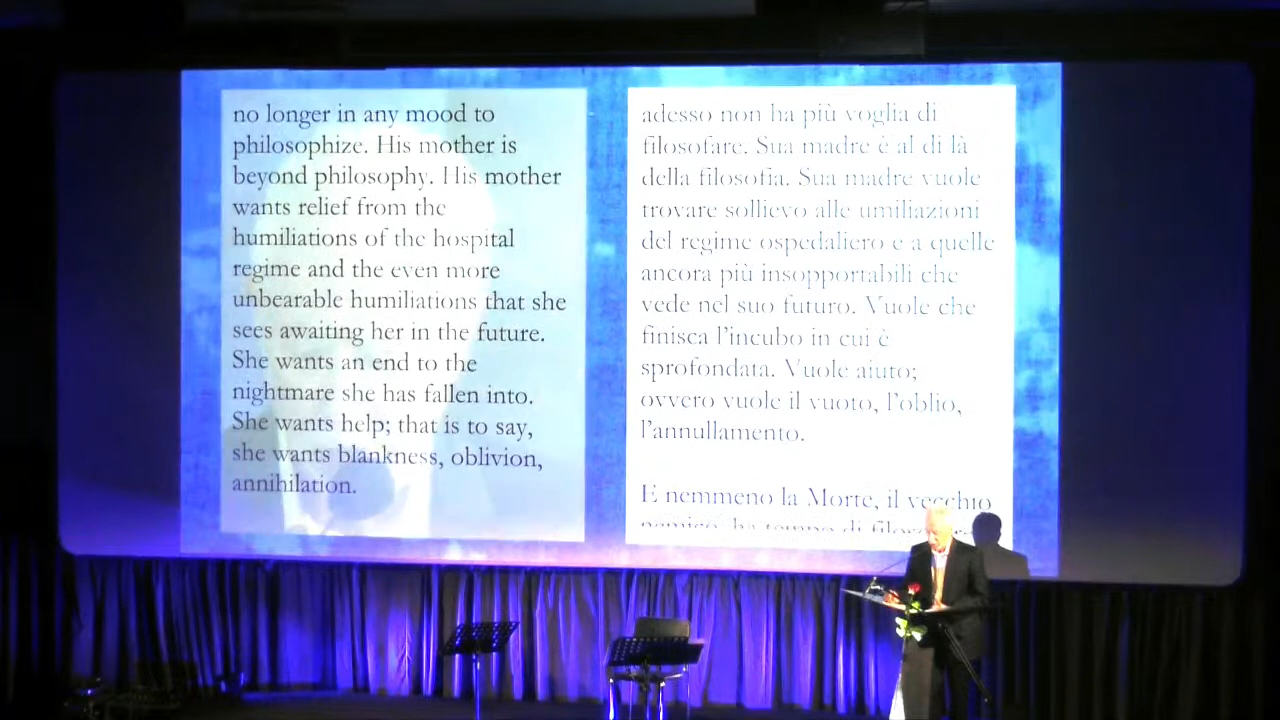 no longer in any mood to
philosophize. His mother is
beyond philosophy. His mother
wants relief from the
humiliations of the hospital
regime and the even more
unbearable humiliations that she
sees awaiting her in the future.
She wants an end to the
nightmare she has fallen into.
She wants help; that is to say,
she wants blankness, oblivion,
annihilation.
adesso non ha più voglia di
filosofare. Sua madre è al di là
della filosofia. Sua madre vuole
trovare sollievo alle umiliazioni
del regime ospedaliero e a quelle
ancora più insopportabili che
vede nel suo futuro. Vuole che
finisca l'incubo in cui è
sprofondata. Vuole aiuto;
ovvero vuole il vuoto, l'oblio,
l'annullamento.
E nemmeno la Morte, il vecchio